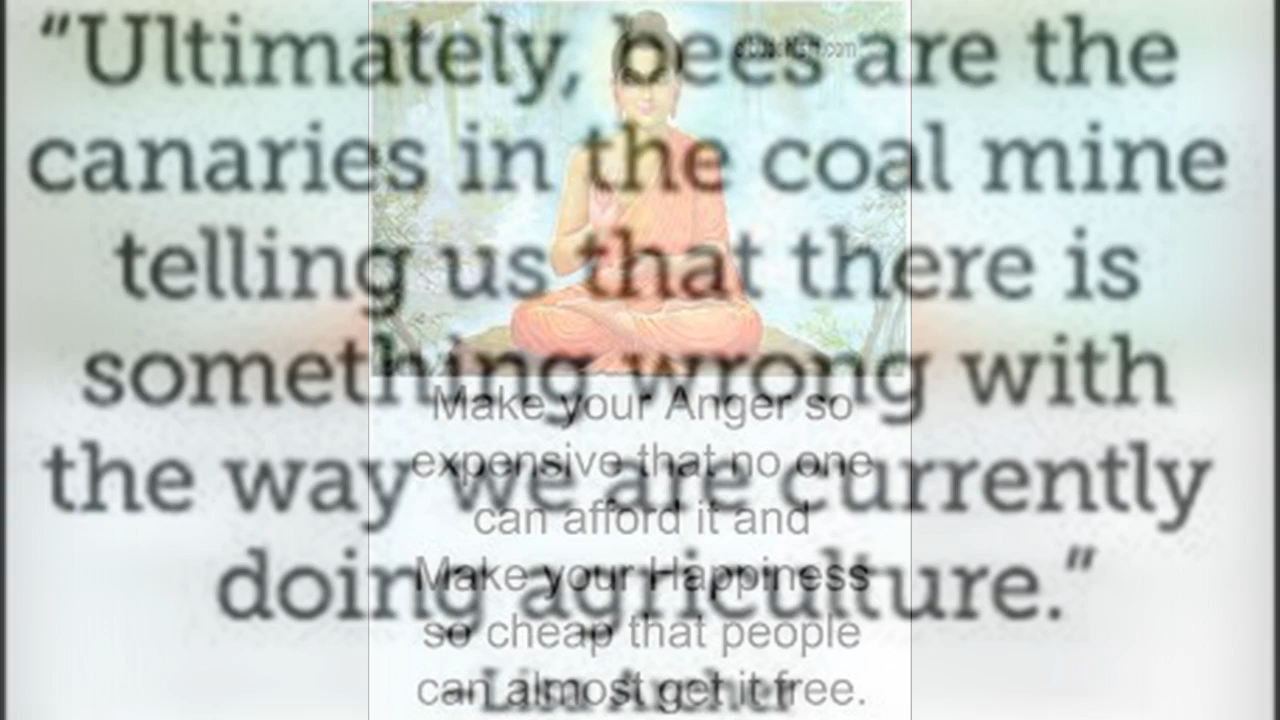 “Ultimately, bees are the
canaries in the coal mine
telling us that there is
something wrong with
the way we are currently
doing agriculture.”
Make your Anger so
expensive that no one
can afford it and
Make your Happiness
so cheap that people
can almost get it free.